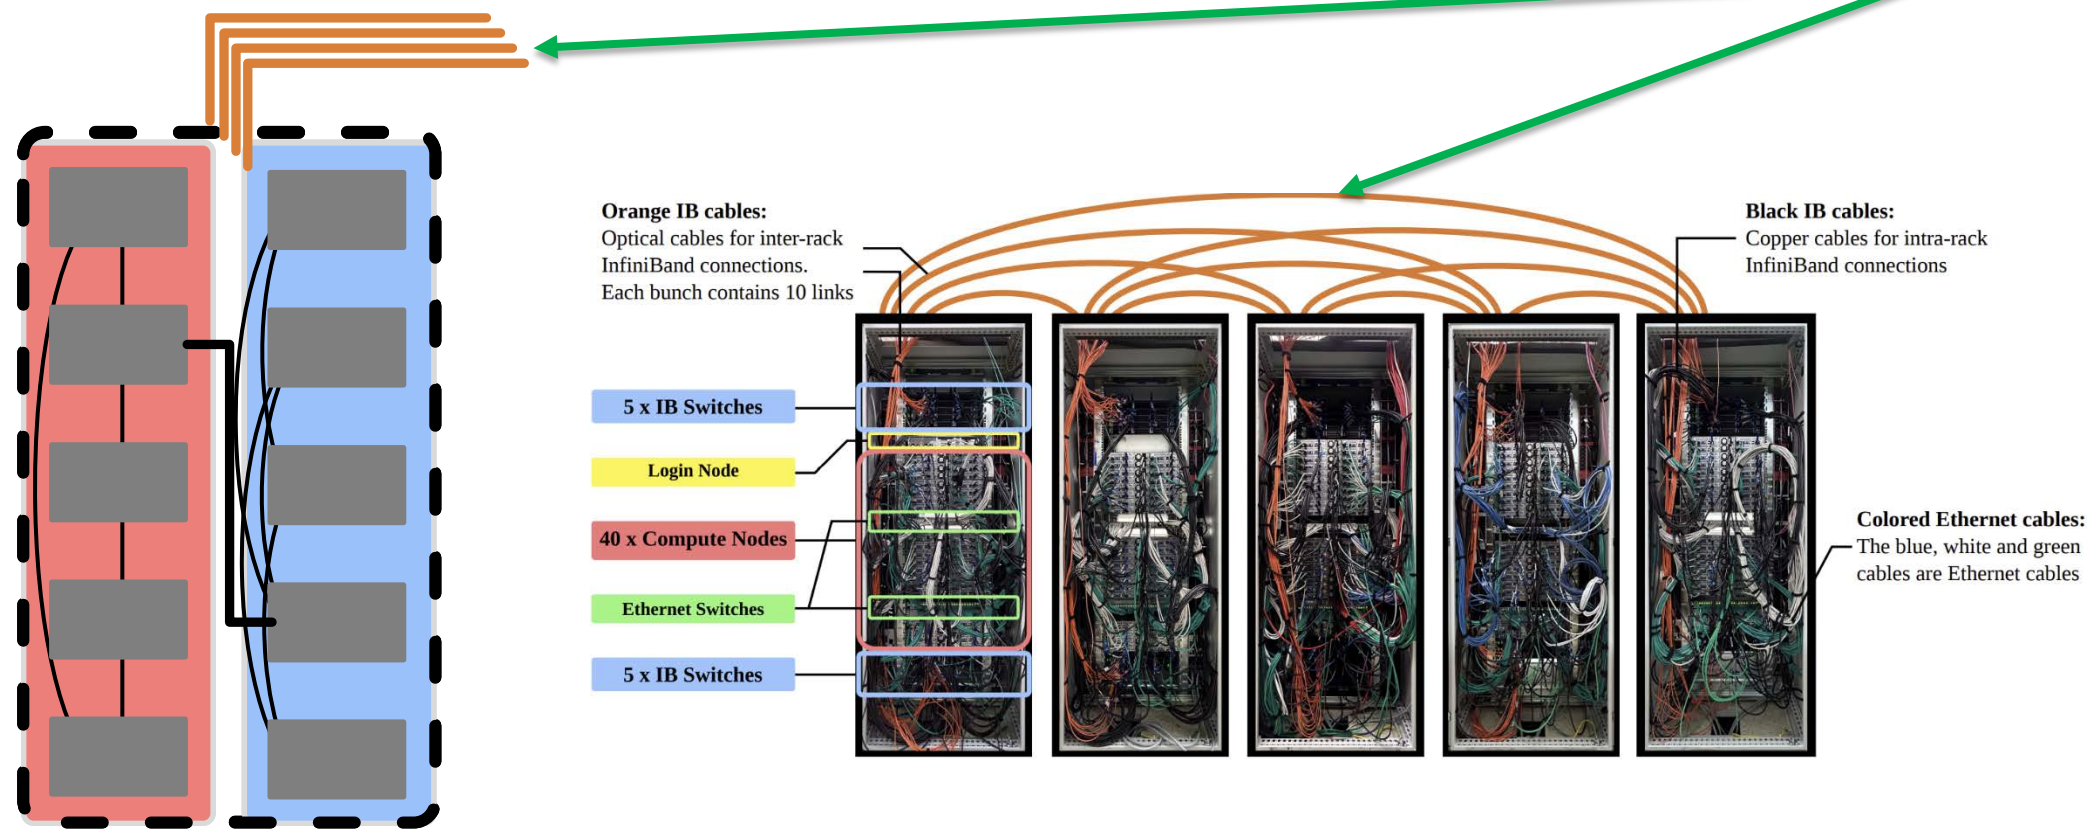 Orange IB cables:
Optical cables for inter-rack
InfiniBand connections.
Each bunch contains 10 links
Black IB cables:
Copper cables for intra-rack
InfiniBand connections
5 x IB Switches
Login Node
40 x Compute Nodes
Ethernet Switches
5 x IB Switches
Colored Ethernet cables:
The blue, white and green
cables are Ethernet cables